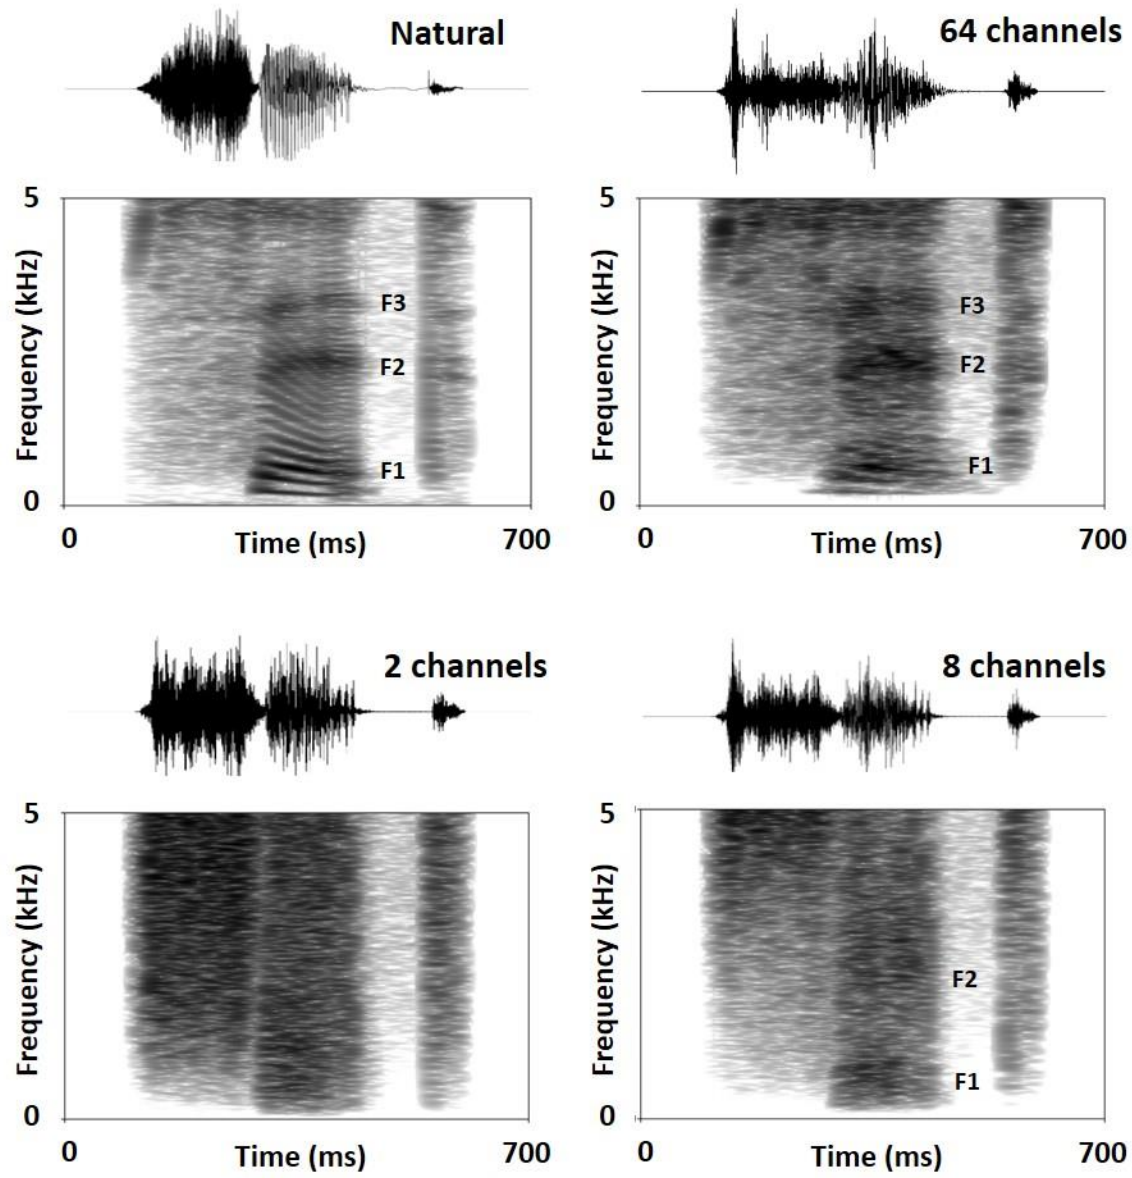 Natural
5
F3
F2
F1
0
Frequency (kHz)
0
Time (ms)
700
64 channels
5
F3
F2
F1
0
Frequency (kHz)
0
Time (ms)
700
2 channels
5
0
Frequency (kHz)
0
Time (ms)
700
8 channels
5
F2
F1
0
Frequency (kHz)
0
Time (ms)
700